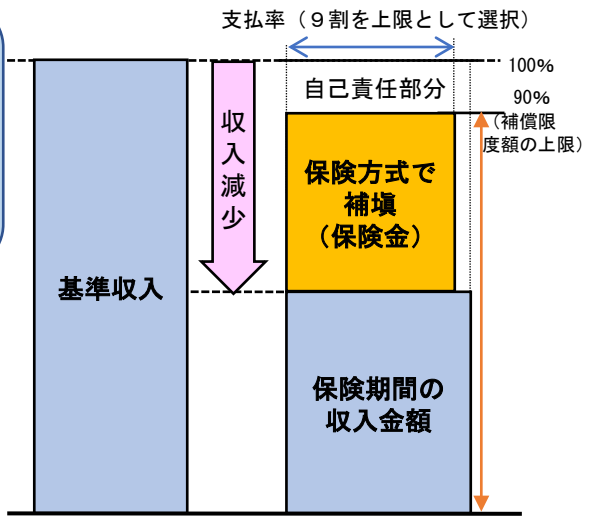 支払率（９割を上限として選択）
100%
自己責任部分
90%
（補償限
度額の上限）
収入減少
保険方式で
補塡
（保険金）
基準収入
保険期間の
収入金額